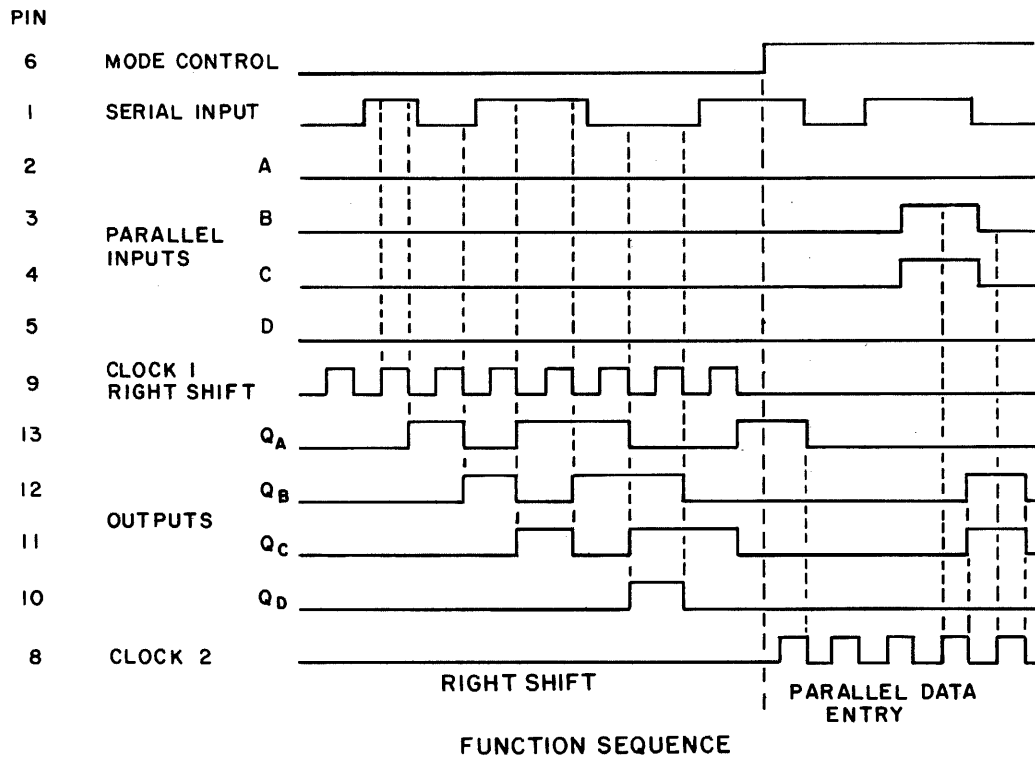 PIN
6 MODE CONTROL
1 SERIAL INPUT
2 A
3 B
PARALLEL
INPUTS
4 C
5 D
9 CLOCK 1
RIGHT SHIFT
13 QA
12 QB
OUTPUTS
11 QC
10 QD
8 CLOCK 2
RIGHT SHIFT
PARALLEL DATA
ENTRY
FUNCTION SEQUENCE